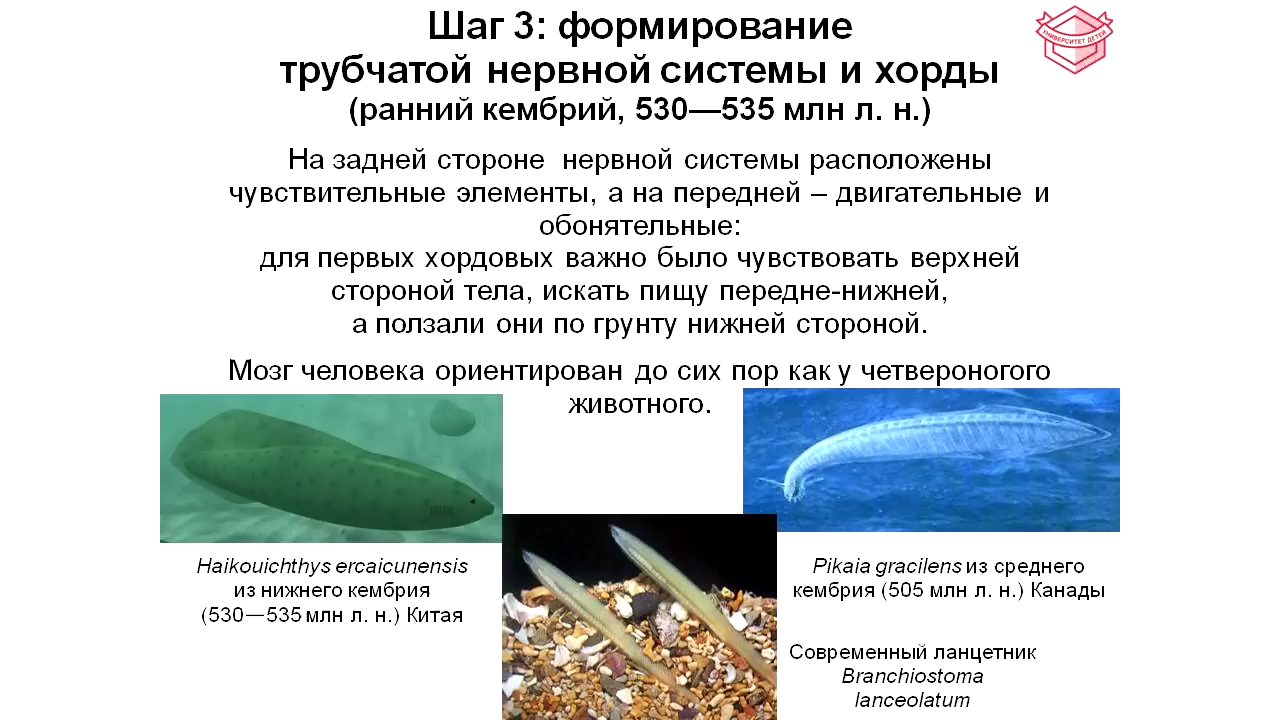 Шаг 3: формирование
трубчатой нервной системы и хорды
(ранний кембрий, 530—535 млн л. н.)
УНИВЕРСИТЕТ ДЕТЕЙ
На задней стороне нервной системы расположены
чувствительные элементы, а на передней – двигательные и
обонятельные:
для первых хордовых важно было чувствовать верхней
стороной тела, искать пищу передне-нижней,
а ползали они по грунту нижней стороной.
Мозг человека ориентирован до сих пор как у четвероногого
животного.
Haikouichthys ercaicunensis
из нижнего кембрия
(530—535 млн л. н.) Китая
Pikaia gracilens из среднего
кембрия (505 млн л. н.) Канады
Современный ланцетник
Branchiostoma
lanceolatum